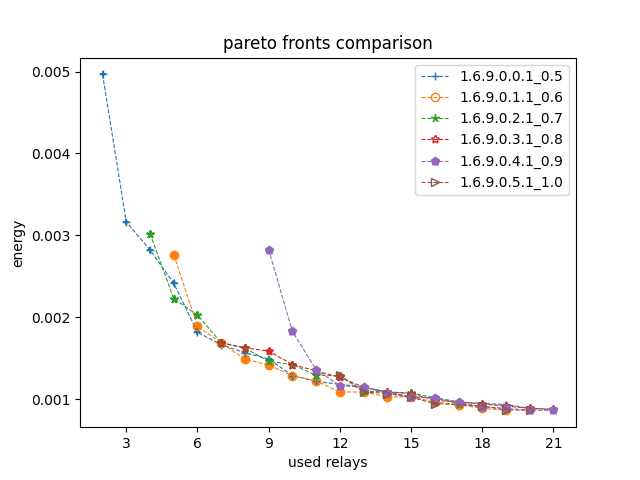 pareto fronts comparison
1.6.9.0.0.1_0.5
1.6.9.0.1.1_0.6
1.6.9.0.2.1_0.7
1.6.9.0.3.1_0.8
1.6.9.0.4.1_0.9
1.6.9.0.5.1_1.0
energy
0.005
0.004
0.003
0.002
0.001
3 6 9 12 15 18 21
used relays